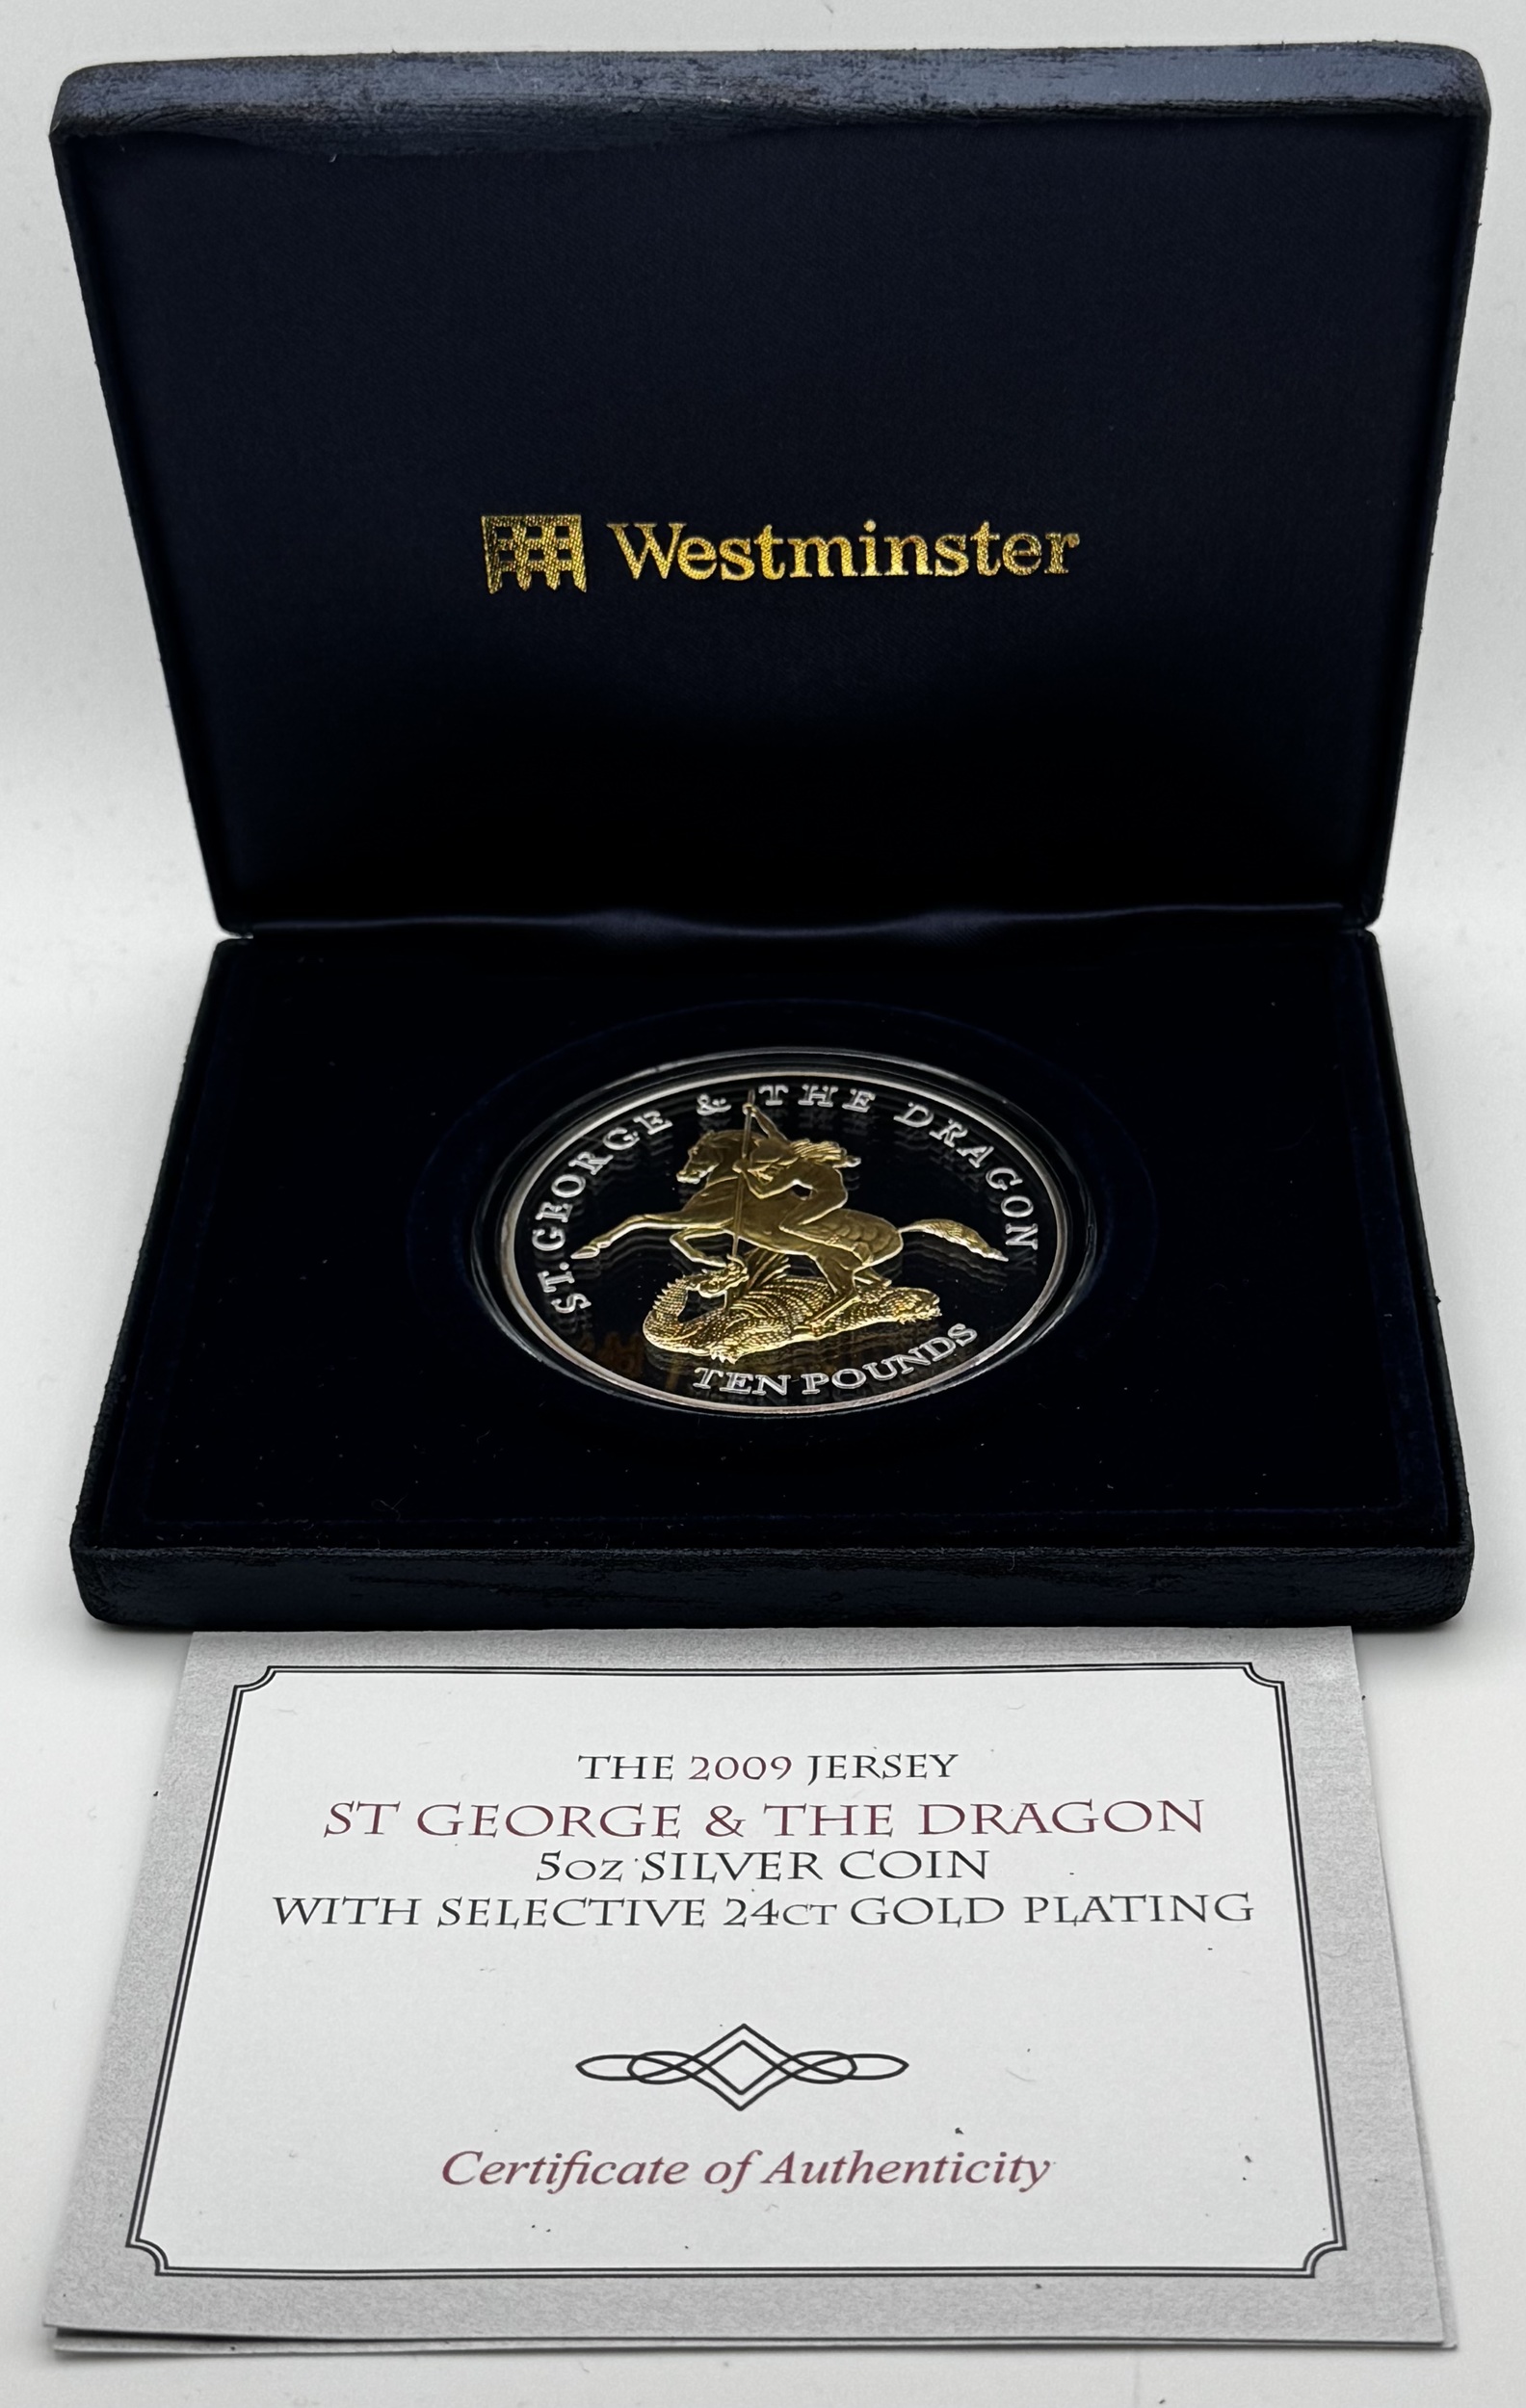 Westminster
ST. GEORGE & THE DRAGON
TEN POUNDS
THE 2009 JERSEY
ST GEORGE & THE DRAGON
5oz SILVER COIN
WITH SELECTIVE 24CT GOLD PLATING
Certificate of Authenticity